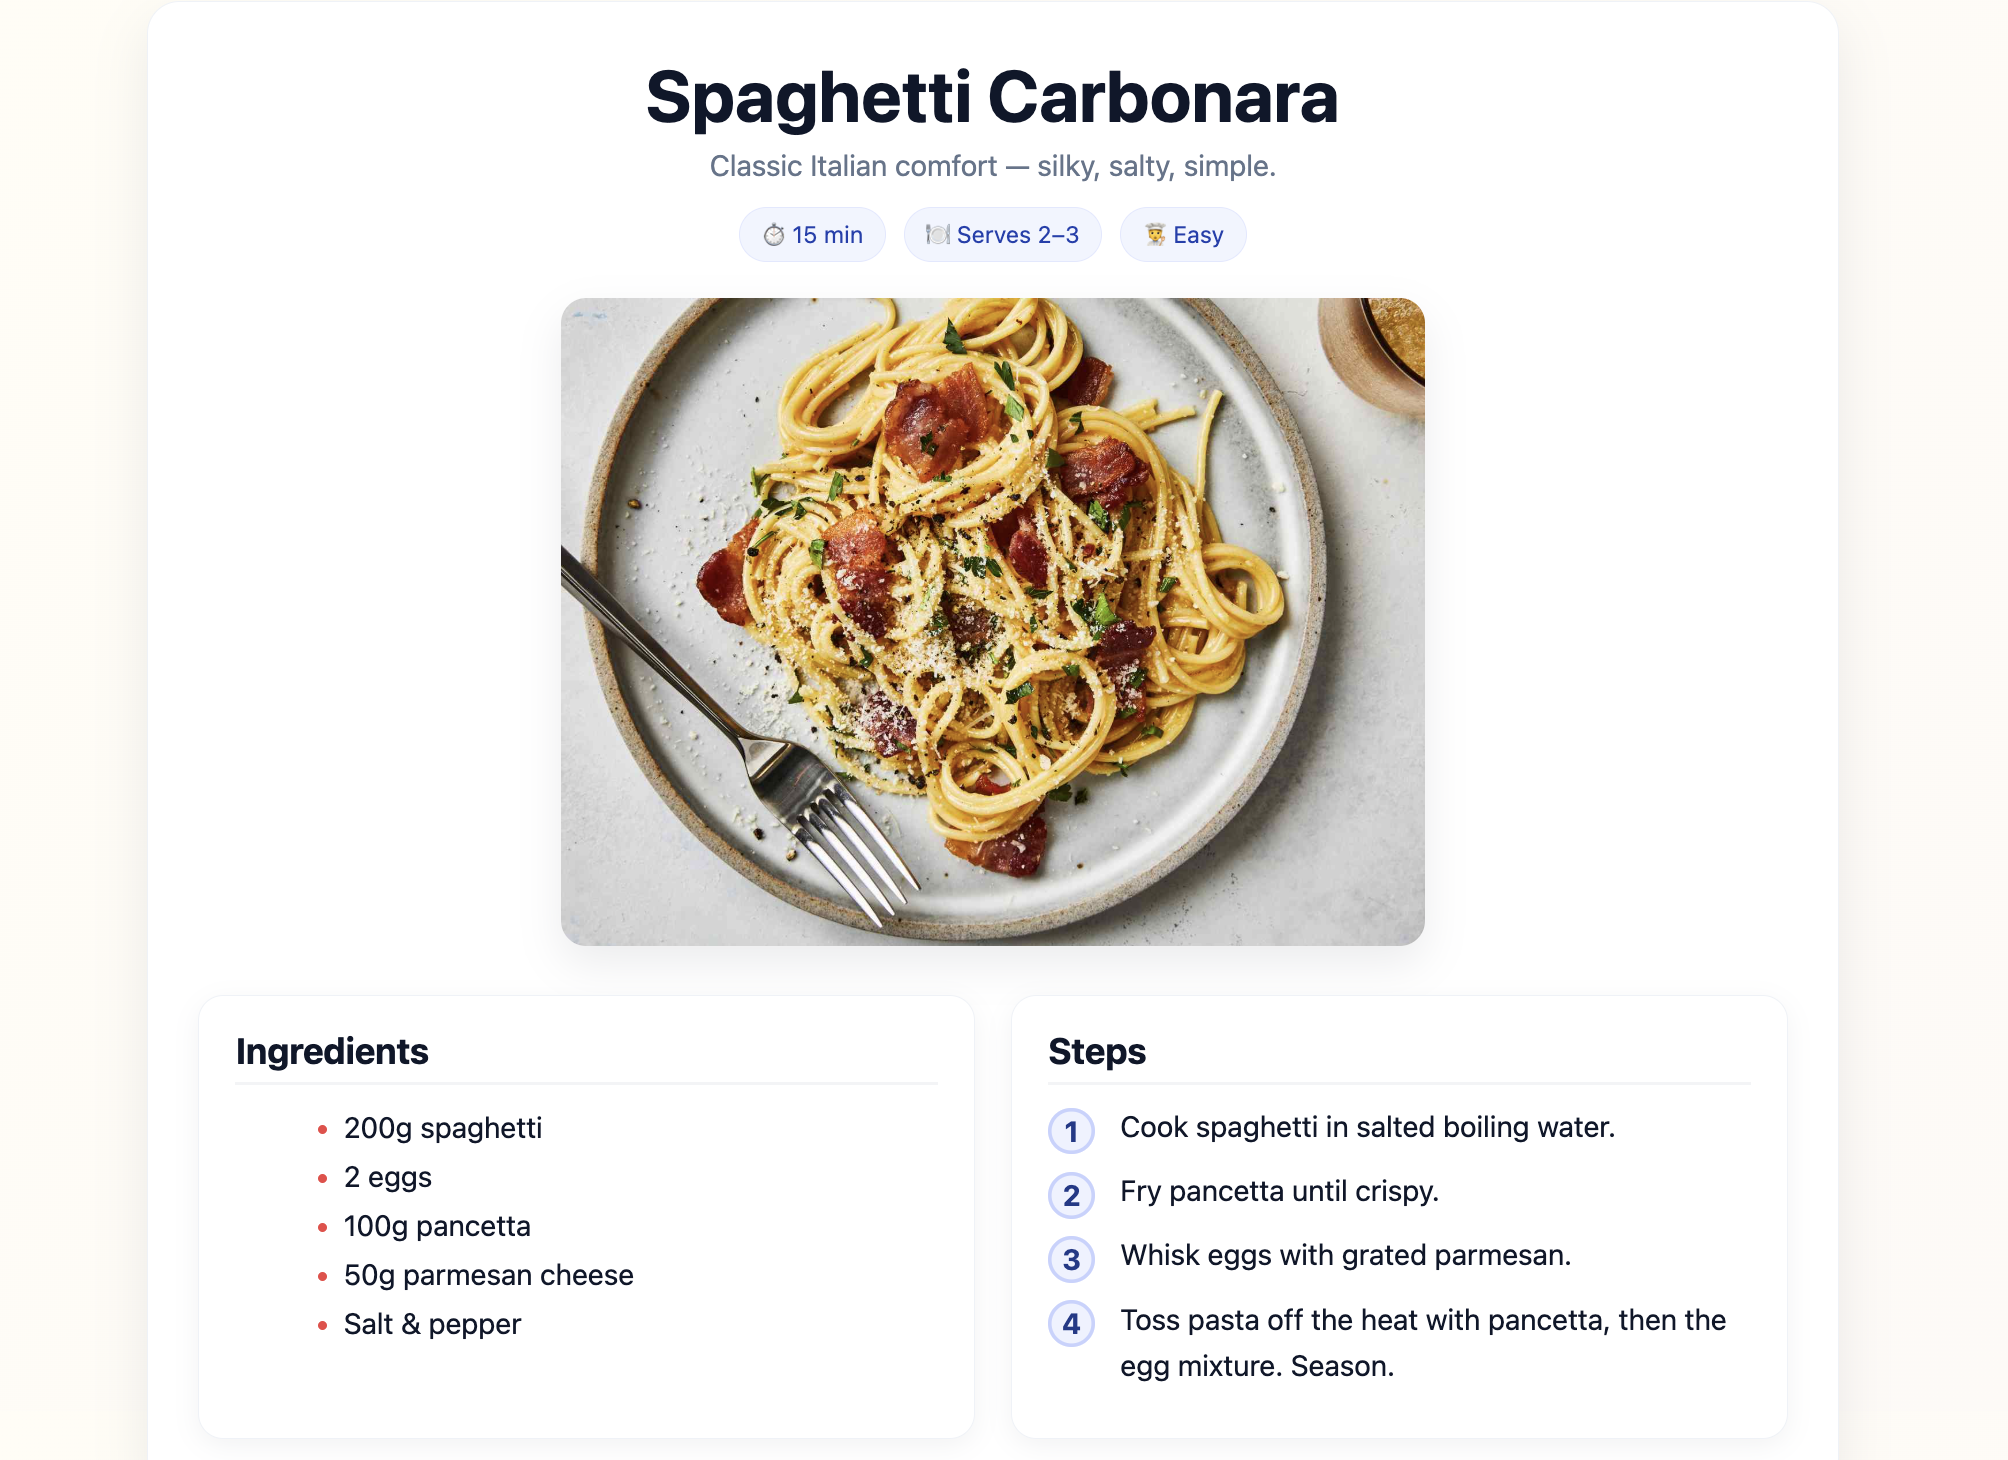 Spaghetti Carbonara
Classic Italian comfort — silky, salty, simple.
⏱️ 15 min
🍽️ Serves 2–3
👨‍🍳 Easy
Ingredients
• 200g spaghetti
• 2 eggs
• 100g pancetta
• 50g parmesan cheese
• Salt & pepper
Steps
1 Cook spaghetti in salted boiling water.
2 Fry pancetta until crispy.
3 Whisk eggs with grated parmesan.
4 Toss pasta off the heat with pancetta, then the
egg mixture. Season.